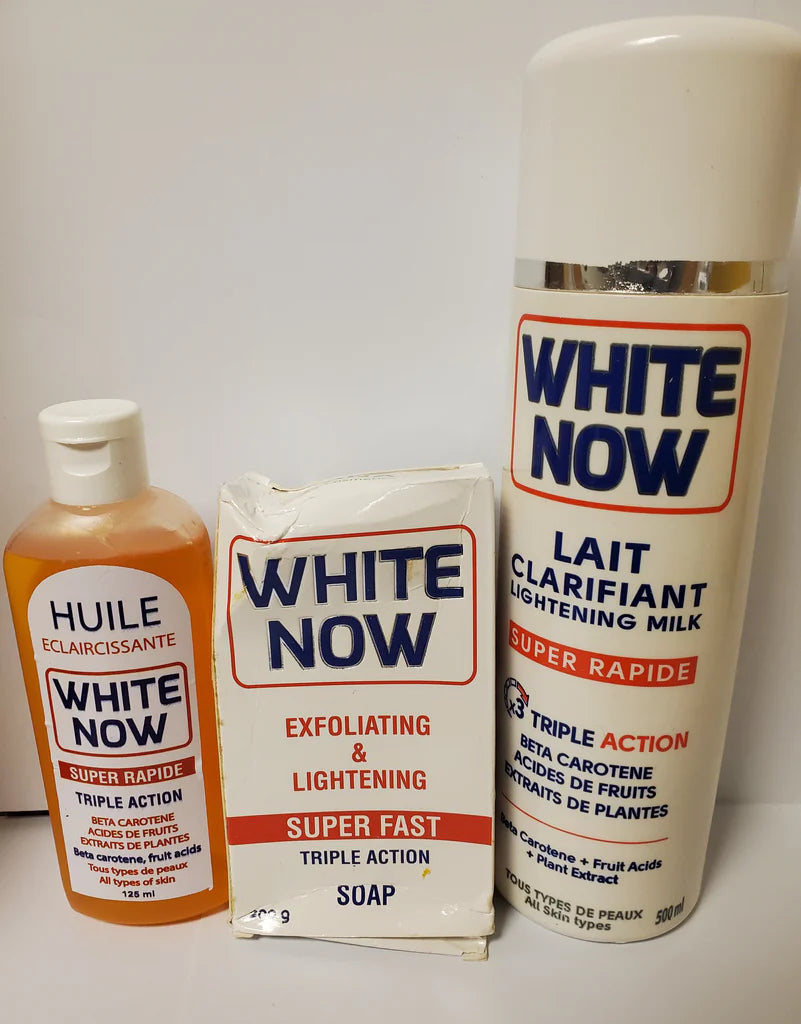 HUILE
ECLAIRCISSANTE
WHITE
NOW
SUPER RAPIDE
TRIPLE ACTION
BETA CAROTENE
ACIDES DE FRUITS
EXTRAITS DE PLANTES
Beta carotene, fruit acids
Tous types de peaux
All types of skin
125 ml
WHITE
NOW
EXFOLIATING
&
LIGHTENING
SUPER FAST
TRIPLE ACTION
SOAP
g
WHITE
NOW
LAIT
CLARIFIANT
LIGHTENING MILK
SUPER RAPIDE
x3 TRIPLE ACTION
BETA CAROTENE
ACIDES DE FRUITS
EXTRAITS DE PLANTES
Beta Carotene + Fruit Acids
+ Plant Extract
TOUS TYPES DE PEAUX
All Skin types
500 ml